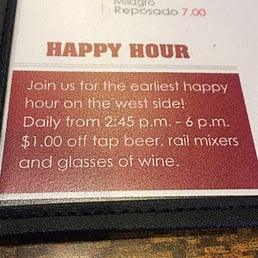 Milagro
Reposado 7.00
HAPPY HOUR
Join us for the earliest happy
hour on the west side!
Daily from 2:45 p.m. - 6 p.m.
$1.00 off tap beer, rail mixers
and glasses of wine.